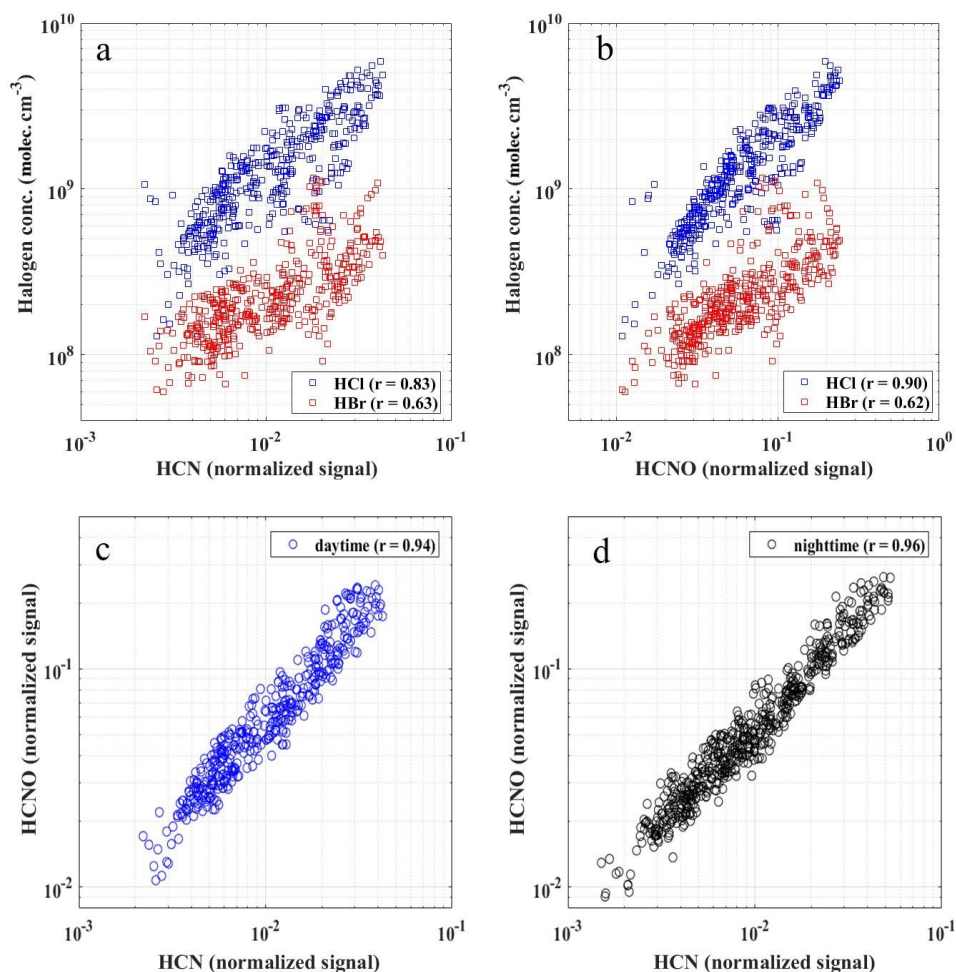 a
10^10
10^9
10^8
Halogen conc. (molec. cm^-3)
HCl (r = 0.83)
HBr (r = 0.63)
10^-3
10^-2
10^-1
HCN (normalized signal)
b
10^10
10^9
10^8
Halogen conc. (molec. cm^-3)
HCl (r = 0.90)
HBr (r = 0.62)
10^-2
10^-1
10^0
HCNO (normalized signal)
c
daytime (r = 0.94)
10^-1
10^-2
HCNO (normalized signal)
10^-3
10^-2
10^-1
HCN (normalized signal)
d
nighttime (r = 0.96)
10^-1
10^-2
HCNO (normalized signal)
10^-3
10^-2
10^-1
HCN (normalized signal)